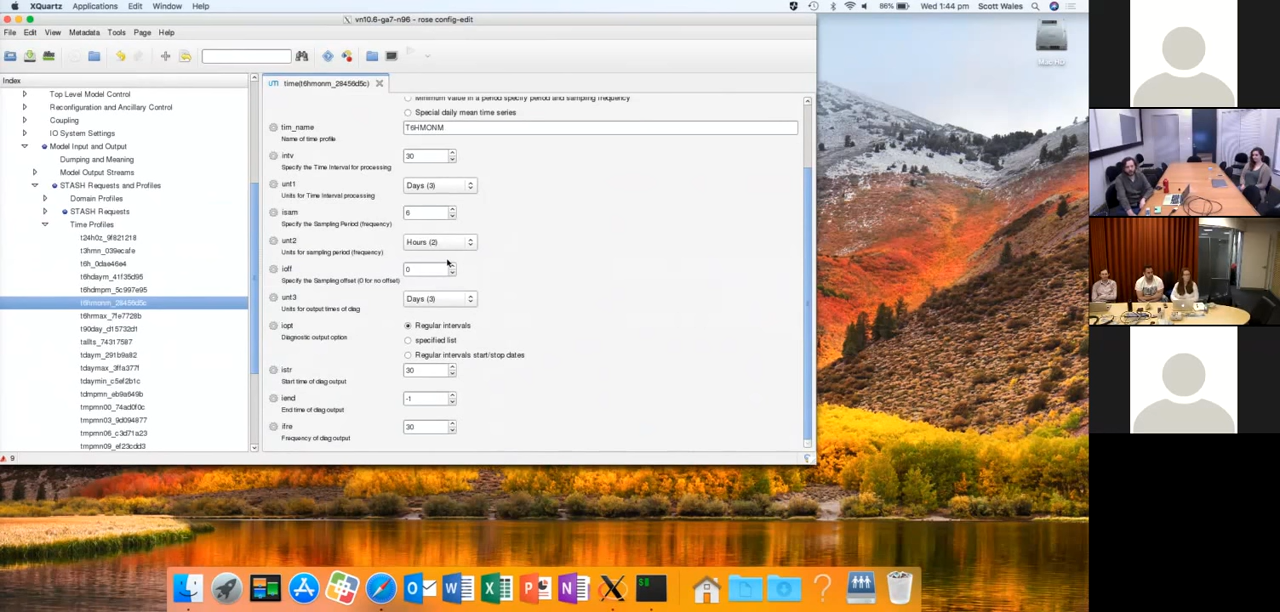 XQuartz Applications Edit Window Help
86% Wed 1:44 pm Scott Wales
vn10.6-ga7-n96 - rose config-edit
File Edit View Metadata Tools Page Help
Index
um time(t6hmonm_28456d5c)
Top Level Model Control
Reconfiguration and Ancillary Control
Coupling
IO System Settings
Model Input and Output
Dumping and Meaning
Model Output Streams
STASH Requests and Profiles
Domain Profiles
STASH Requests
Time Profiles
t24h0z_9f821218
t3hmn_039ecafe
t6h_0dae46e4
t6hdaym_41f35d95
t6hdmpm_5c997e95
t6hmonm_28456d5c
t6hrmax_7fe7728b
t90day_d15732d1
tallts_74317587
tdaym_291b9a82
tdaymax_3ffa377f
tdaymin_c5ef2b1c
tdmpmn_eb9a649b
tmpmn00_74ad0f0c
tmpmn03_9d094877
tmpmn06_c3d71a23
tmpmn09_ef23cdd3
9
Minimum value in a period specify period and sampling frequency
Special daily mean time series
tim_name T6HMONM
Name of time profile
intv 30
Specify the Time Interval for processing
unt1 Days (3)
Units for Time Interval processing
isam 6
Specify the Sampling Period (frequency)
unt2 Hours (2)
Units for sampling period (frequency)
ioff 0
Specify the Sampling offset (0 for no offset)
unt3 Days (3)
Units for output times of diag
iopt Regular intervals
Diagnostic output option
specified list
Regular intervals start/stop dates
istr 30
Start time of diag output
iend -1
End time of diag output
ifre 30
Frequency of diag output